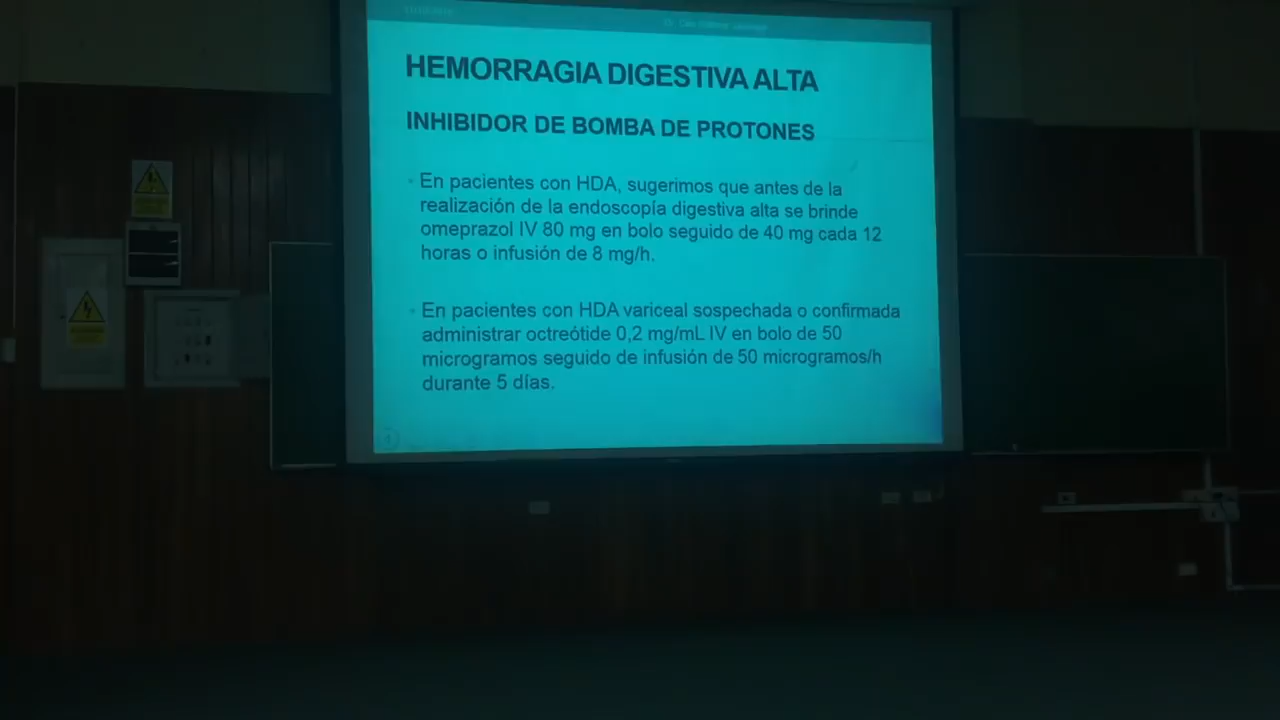 HEMORRAGIA DIGESTIVA ALTA
INHIBIDOR DE BOMBA DE PROTONES
En pacientes con HDA, sugerimos que antes de la
realización de la endoscopía digestiva alta se brinde
omeprazol IV 80 mg en bolo seguido de 40 mg cada 12
horas o infusión de 8 mg/h.
En pacientes con HDA variceal sospechada o confirmada
administrar octreótide 0,2 mg/mL IV en bolo de 50
microgramos seguido de infusión de 50 microgramos/h
durante 5 días.